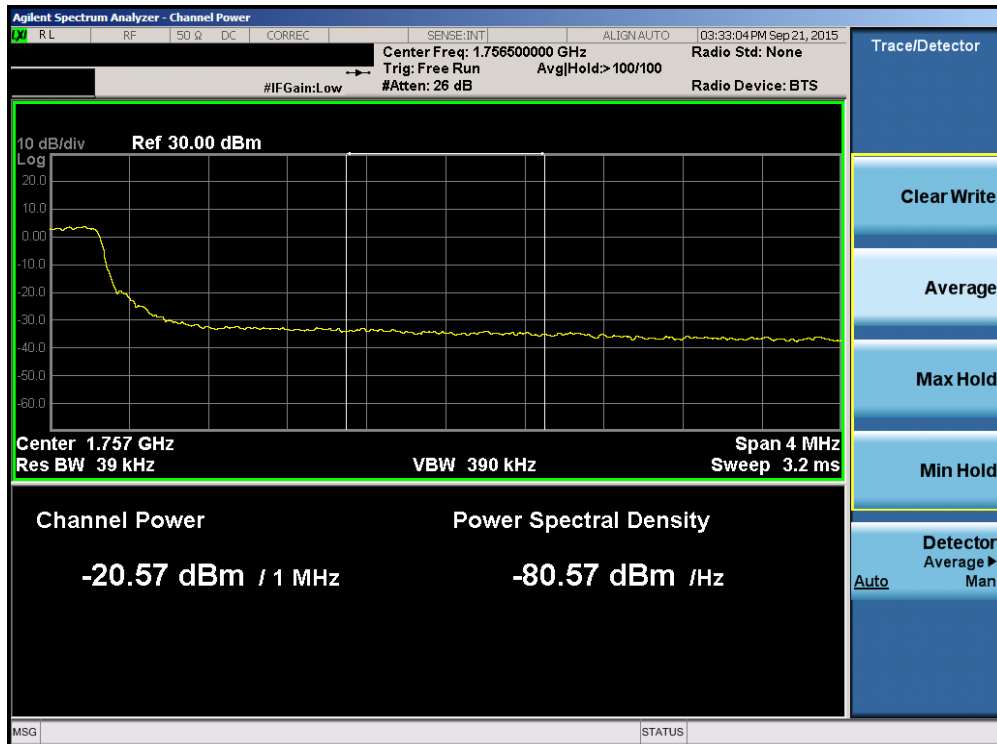 Agilent Spectrum Analyzer - Channel Power
LXI RL RF 50 Ω DC CORREC SENSE:INT ALIGN AUTO 03:33:04 PM Sep 21, 2015
Center Freq: 1.756500000 GHz Radio Std: None
Trig: Free Run Avg|Hold:>100/100
#IFGain:Low #Atten: 26 dB Radio Device: BTS
10 dB/div Ref 30.00 dBm
Log
20.0
10.0
0.00
-10.0
-20.0
-30.0
-40.0
-50.0
-60.0
Center 1.757 GHz Span 4 MHz
Res BW 39 kHz VBW 390 kHz Sweep 3.2 ms
Channel Power Power Spectral Density
-20.57 dBm / 1 MHz -80.57 dBm /Hz
MSG STATUS
Trace/Detector
Clear Write
Average
Max Hold
Min Hold
Detector
Average▶
Auto Man